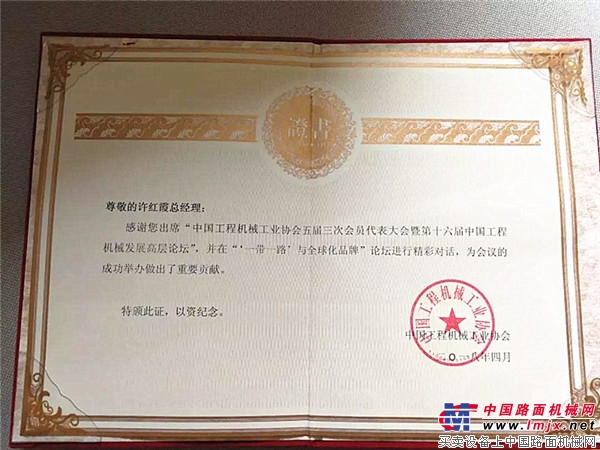 證書
尊敬的许红霞总经理：
感谢您出席“中国工程机械工业协会五届三次会员代表大会暨第十六届中国工程
机械发展高层论坛”，并在“‘一带一路’与全球化品牌”论坛进行精彩对话，为会议的
成功举办做出了重要贡献。
特颁此证，以资纪念。
中国工程机械工业协会
中国工程机械工业协会
二〇一八年四月
中国路面机械网
www.lmjx.net
买卖设备上中国路面机械网